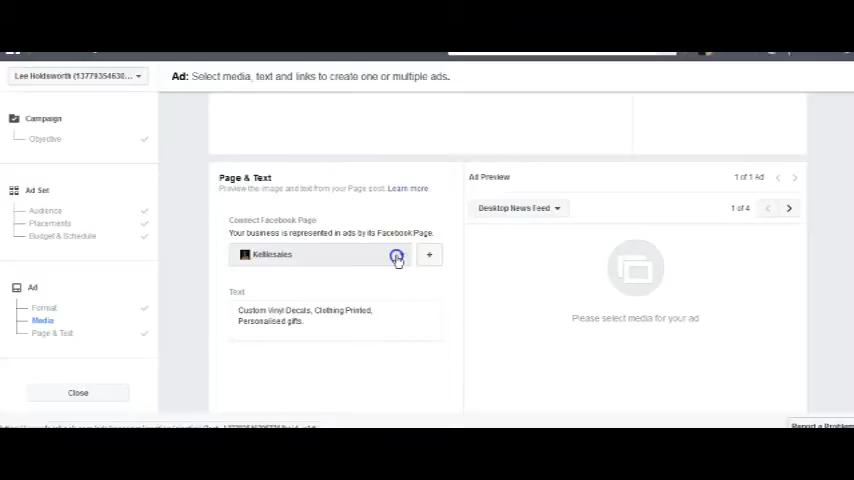 Lee Holdsworth (13779354630...
Ad: Select media, text and links to create one or multiple ads.
Campaign
Objective
Ad Set
Audience
Placements
Budget & Schedule
Ad
Format
Media
Page & Text
Close
Page & Text
Preview the image and text from your Page post. Learn more.
Connect Facebook Page
Your business is represented in ads by its Facebook Page.
+
Text
Custom Vinyl Decals, Clothing Printed,
Personalised gifts.
Ad Preview
1 of 1 Ad
Desktop News Feed
1 of 4
Please select media for your ad
Report a Problem